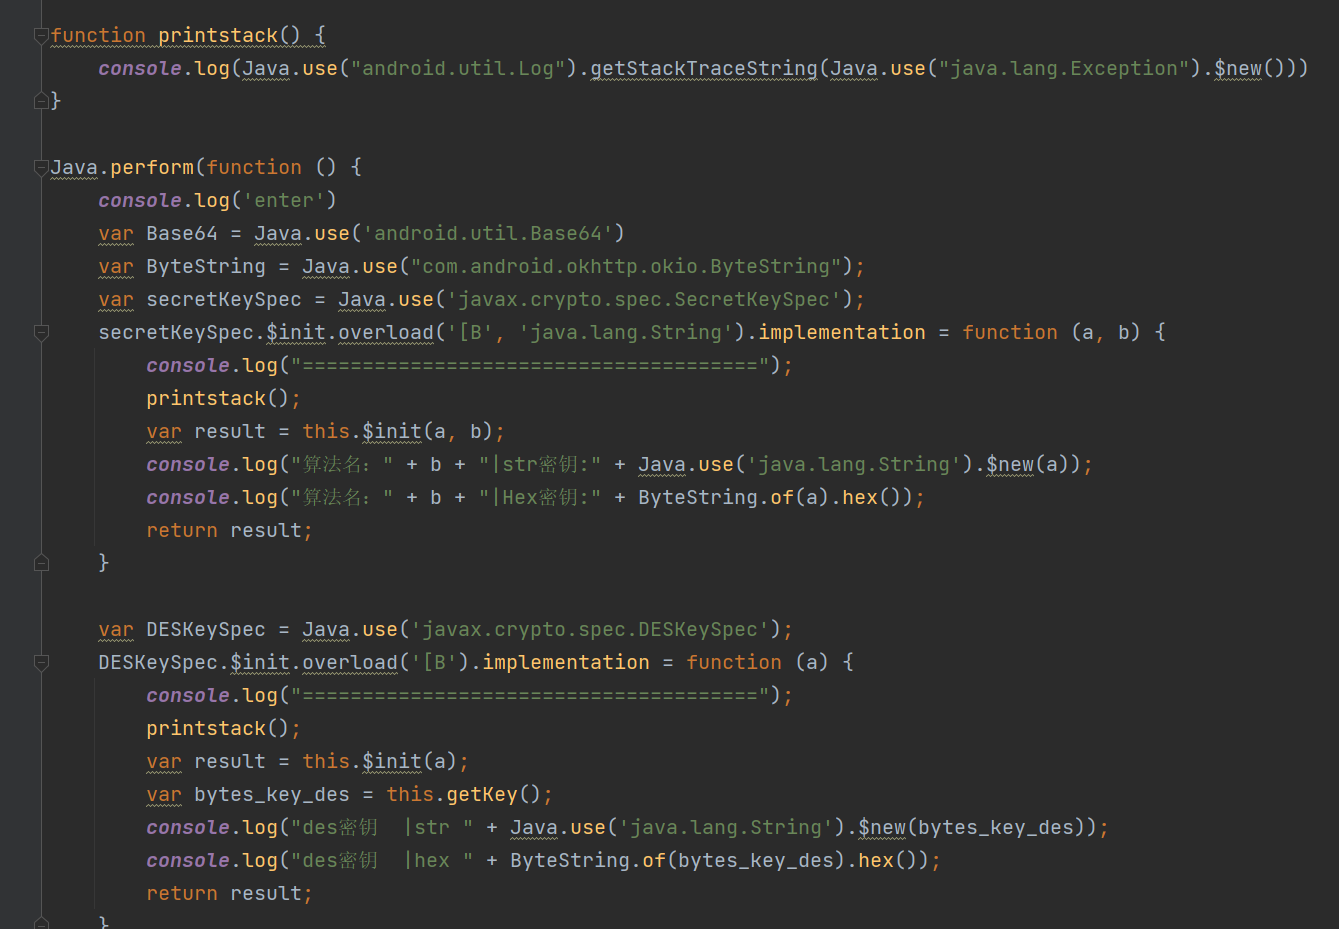 function printstack() {
    console.log(Java.use("android.util.Log").getStackTraceString(Java.use("java.lang.Exception").$new()))
}
Java.perform(function () {
    console.log('enter')
    var Base64 = Java.use('android.util.Base64')
    var ByteString = Java.use("com.android.okhttp.okio.ByteString");
    var secretKeySpec = Java.use('javax.crypto.spec.SecretKeySpec');
    secretKeySpec.$init.overload('[B', 'java.lang.String').implementation = function (a, b) {
        console.log("======================================");
        printstack();
        var result = this.$init(a, b);
        console.log("算法名：" + b + "|str密钥:" + Java.use('java.lang.String').$new(a));
        console.log("算法名：" + b + "|Hex密钥:" + ByteString.of(a).hex());
        return result;
    }
    var DESKeySpec = Java.use('javax.crypto.spec.DESKeySpec');
    DESKeySpec.$init.overload('[B').implementation = function (a) {
        console.log("======================================");
        printstack();
        var result = this.$init(a);
        var bytes_key_des = this.getKey();
        console.log("des密钥  |str " + Java.use('java.lang.String').$new(bytes_key_des));
        console.log("des密钥  |hex " + ByteString.of(bytes_key_des).hex());
        return result;
    }